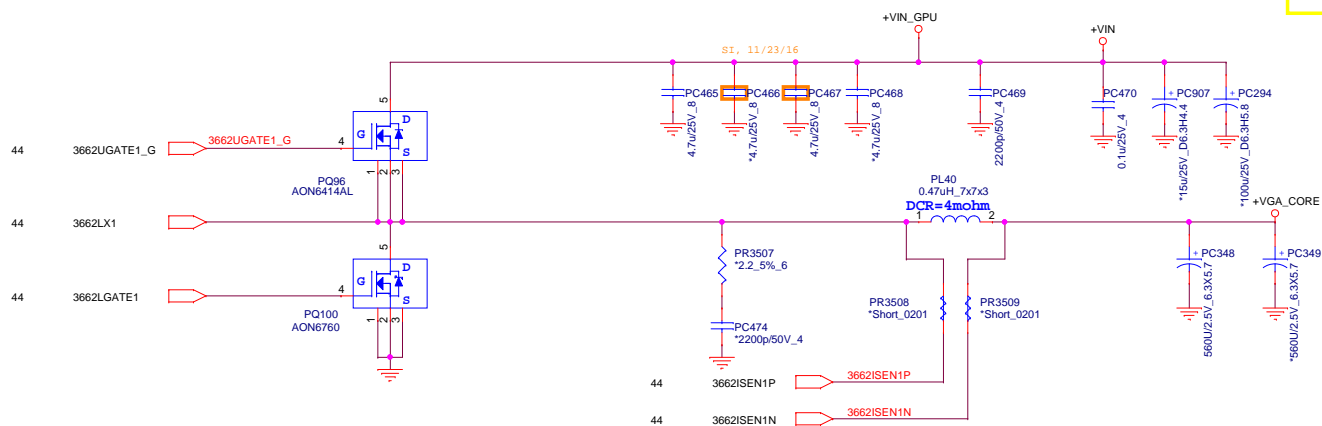 +VIN_GPU
+VIN
SI, 11/23/16
PC465
4.7u/25V_8
PC466
*4.7u/25V_8
PC467
4.7u/25V_8
PC468
*4.7u/25V_8
PC469
2200p/50V_4
PC470
0.1u/25V_4
+ PC907
*15u/25V_D6.3H4.4
+ PC294
*100u/25V_D6.3H5.8
5
D
G
S
4
1
2
3
44 3662UGATE1_G
3662UGATE1_G
PQ96
AON6414AL
44 3662LX1
PL40
0.47uH_7x7x3
DCR=4mohm
1 2
+VGA_CORE
5
D
G
S
4
1
2
3
44 3662LGATE1
PQ100
AON6760
PR3507
*2.2_5%_6
PC474
*2200p/50V_4
PR3508
*Short_0201
PR3509
*Short_0201
+ PC348
560U/2.5V_6.3X5.7
+ PC349
*560U/2.5V_6.3X5.7
44 3662ISEN1P
3662ISEN1P
44 3662ISEN1N
3662ISEN1N